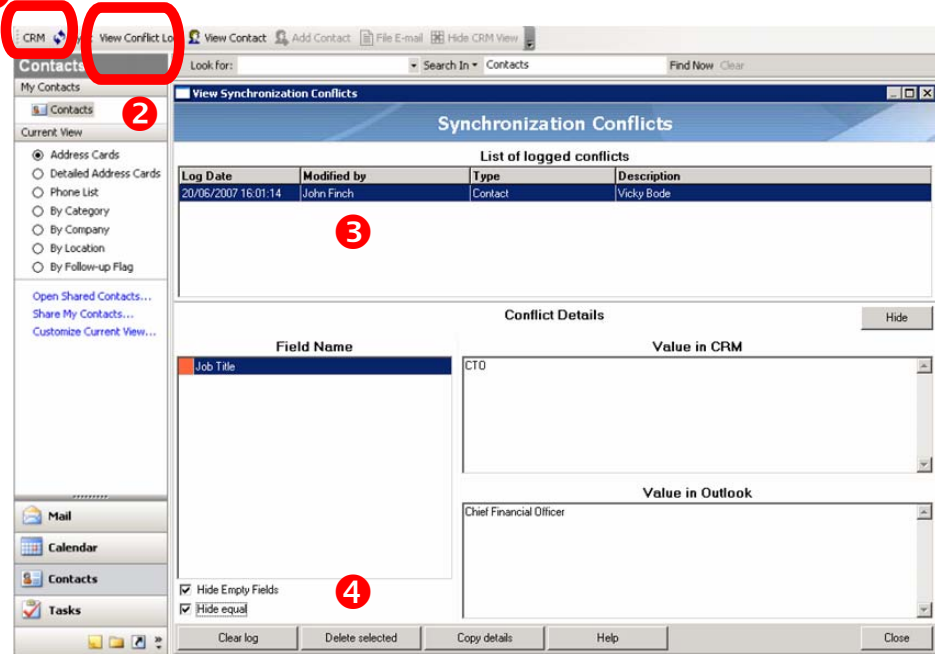 CRM View Conflict Lo View Contact Add Contact File E-mail Hide CRM View
Contacts Look for: Search In Contacts Find Now Clear
My Contacts
Contacts
2
Current View
Address Cards
Detailed Address Cards
Phone List
By Category
By Company
By Location
By Follow-up Flag
Open Shared Contacts...
Share My Contacts...
Customize Current View...
Mail
Calendar
Contacts
Tasks
View Synchronization Conflicts
Synchronization Conflicts
List of logged conflicts
Log Date Modified by Type Description
20/06/2007 16:01:14 John Finch Contact Vicky Bode
3
Conflict Details Hide
Field Name
Job Title
Value in CRM
CTO
Value in Outlook
Chief Financial Officer
Hide Empty Fields
4
Hide equal
Clear log Delete selected Copy details Help Close